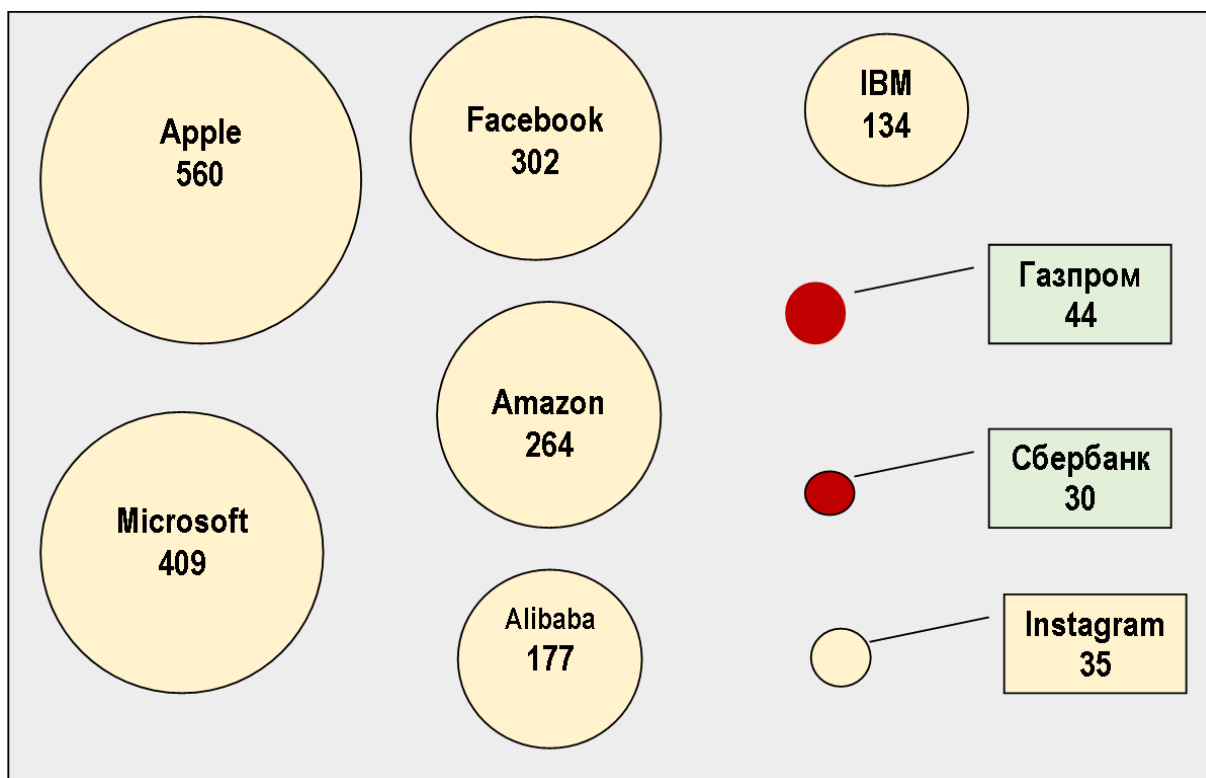 Apple
560
Facebook
302
IBM
134
Газпром
44
Amazon
264
Сбербанк
30
Microsoft
409
Alibaba
177
Instagram
35